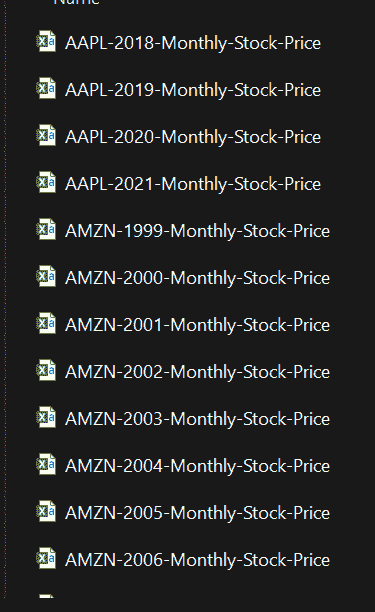 Name
AAPL-2018-Monthly-Stock-Price
AAPL-2019-Monthly-Stock-Price
AAPL-2020-Monthly-Stock-Price
AAPL-2021-Monthly-Stock-Price
AMZN-1999-Monthly-Stock-Price
AMZN-2000-Monthly-Stock-Price
AMZN-2001-Monthly-Stock-Price
AMZN-2002-Monthly-Stock-Price
AMZN-2003-Monthly-Stock-Price
AMZN-2004-Monthly-Stock-Price
AMZN-2005-Monthly-Stock-Price
AMZN-2006-Monthly-Stock-Price